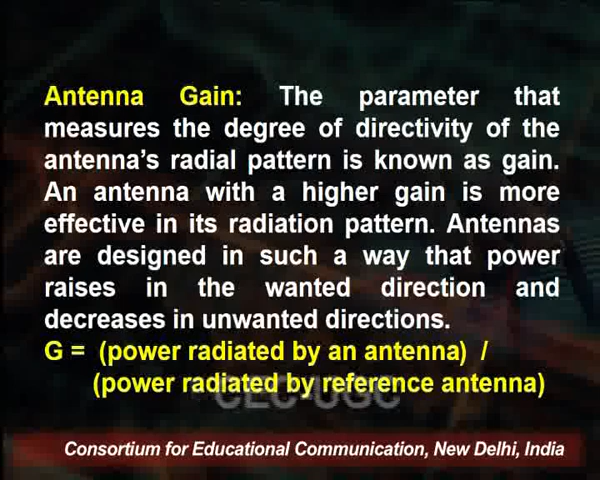 Antenna Gain: The parameter that
measures the degree of directivity of the
antenna's radial pattern is known as gain.
An antenna with a higher gain is more
effective in its radiation pattern. Antennas
are designed in such a way that power
raises in the wanted direction and
decreases in unwanted directions.
G = (power radiated by an antenna) /
(power radiated by reference antenna)
CEC-UGC
Consortium for Educational Communication, New Delhi, India